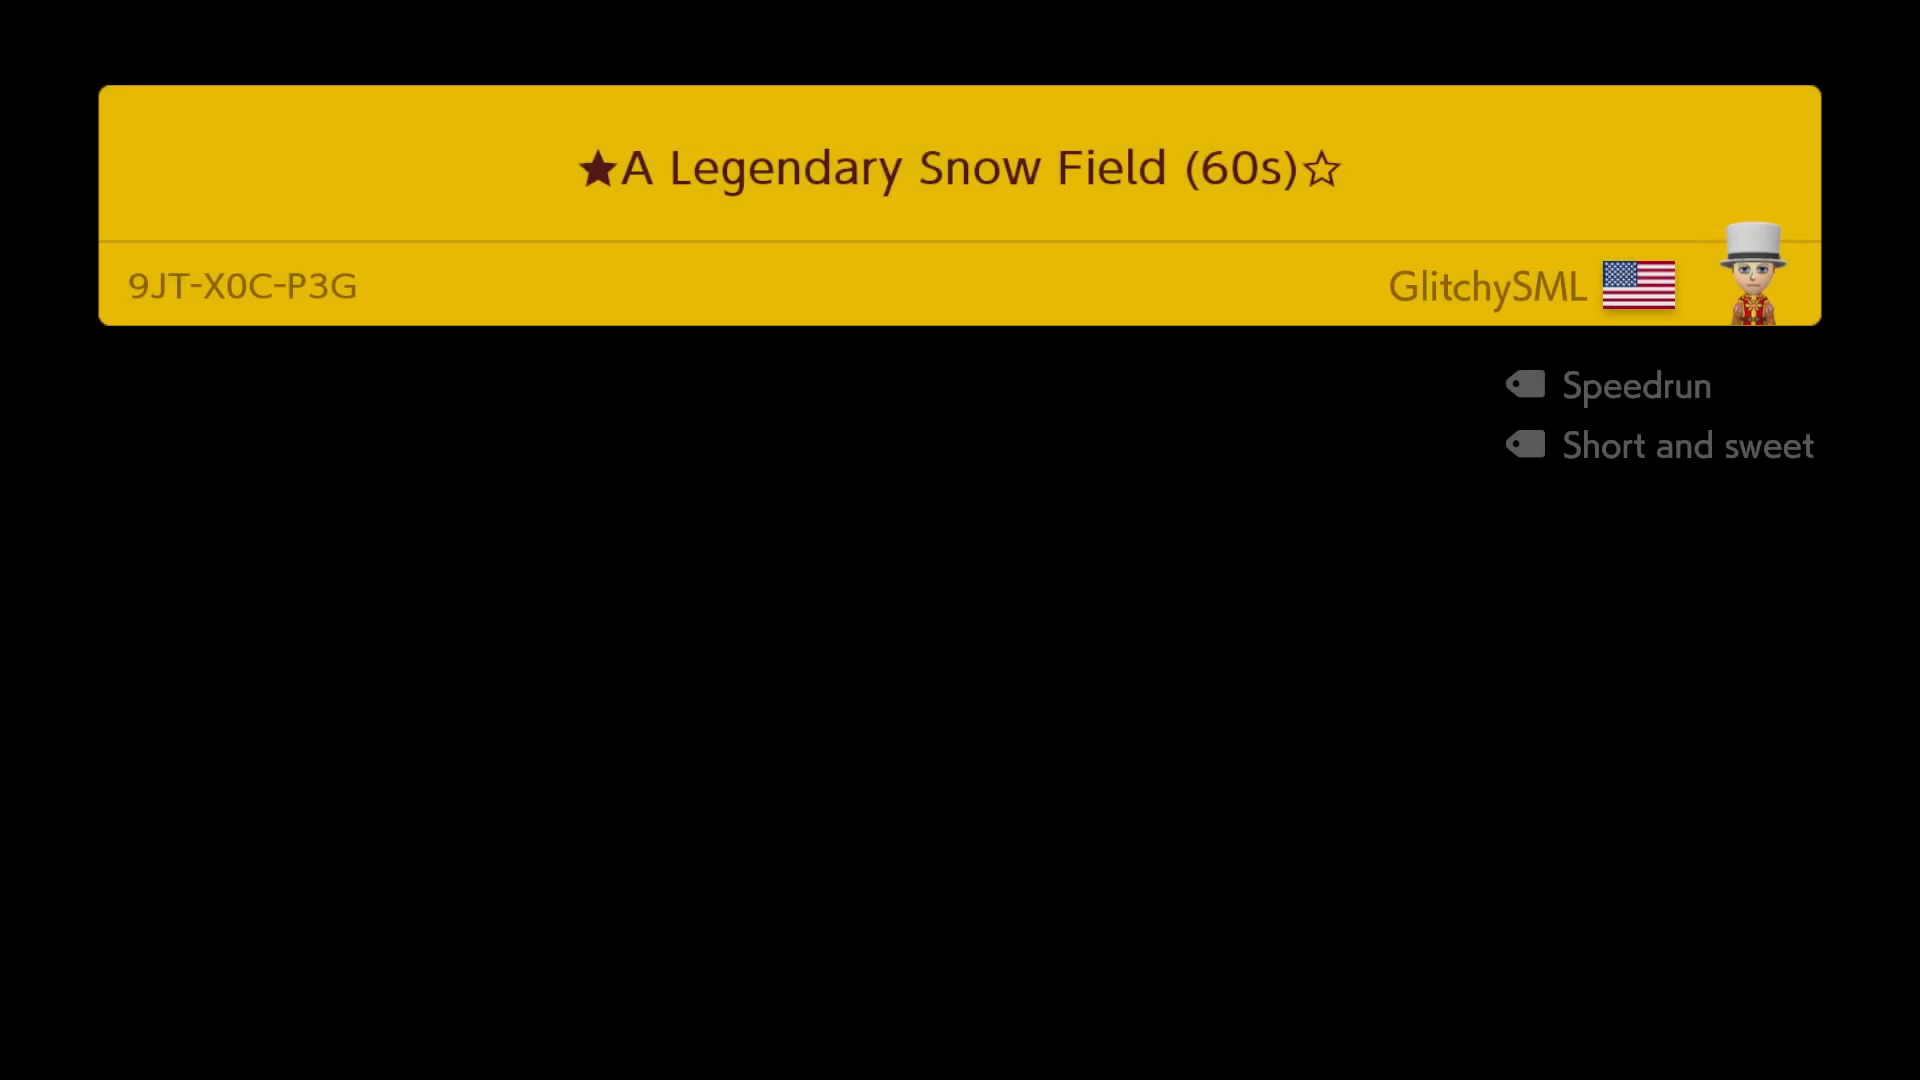 ★A Legendary Snow Field (60s)☆
9JT-X0C-P3G
GlitchySML
Speedrun
Short and sweet